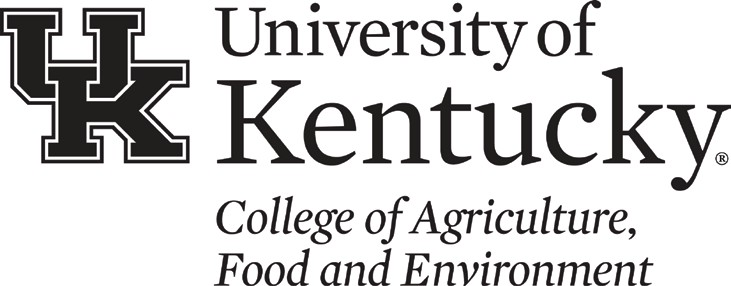 UK
University of
Kentucky®
College of Agriculture,
Food and Environment